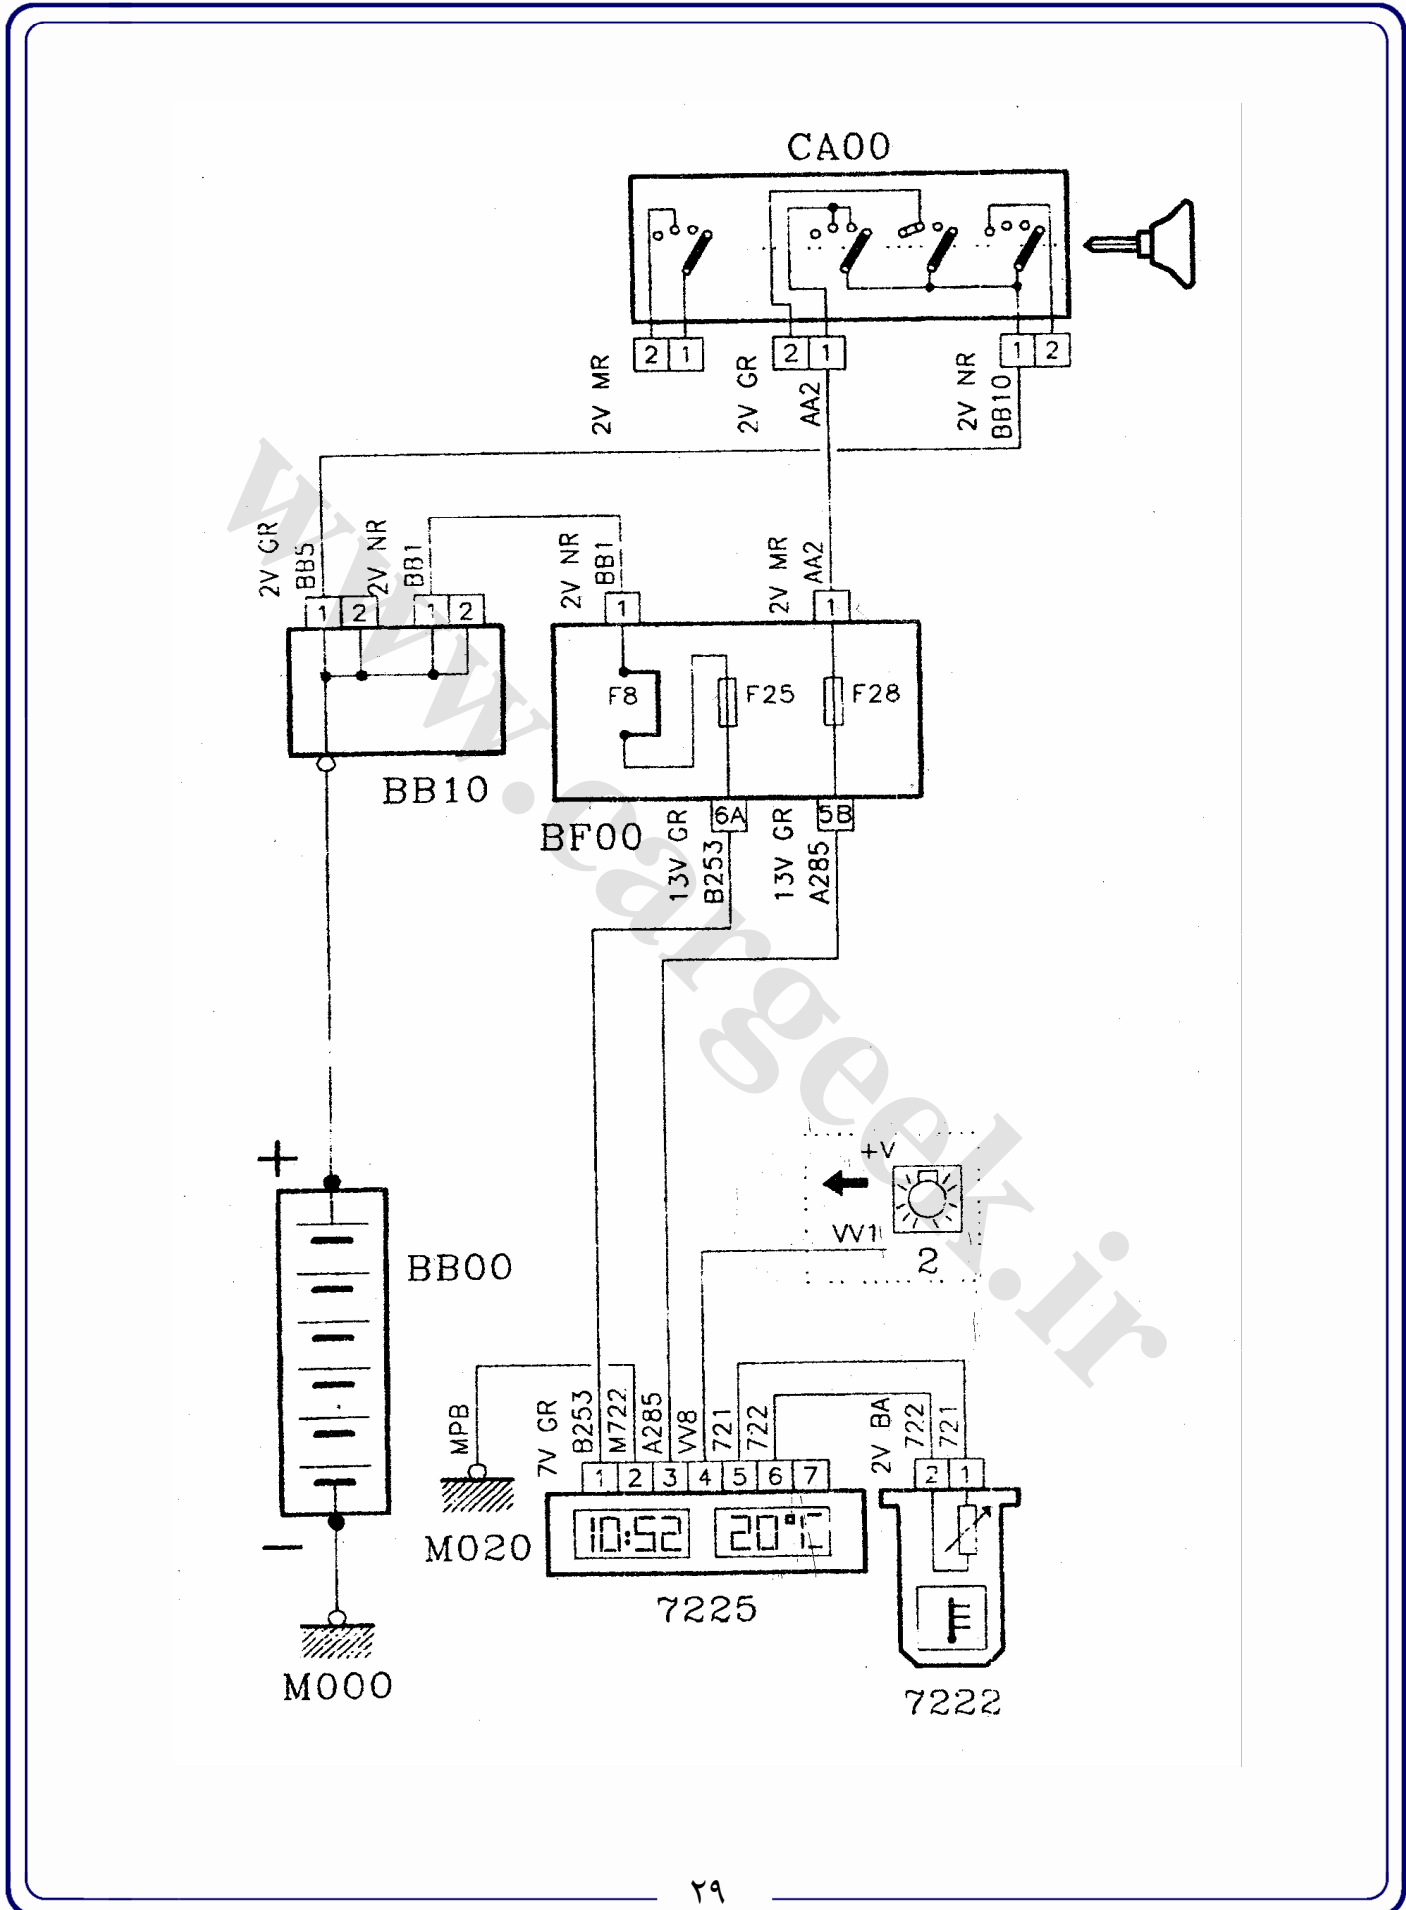 CA00
2 1
2 1
1 2
2V MR
2V GR
AA2
2V NR
BB10
2V GR
BB5
2V NR
BB1
2V NR
BB1
2V MR
AA2
1 2
1 2
1
1
F8
F25
F28
BB10
BF00
6A
5B
13V GR
B253
13V GR
A285
+
BB00
−
M000
+V
VV1
2
MPB
M020
7V GR
B253
M722
A285
VV8
721
722
2V BA
722
721
1 2 3 4 5 6 7
2 1
10:52
20°C
7225
7222
www.cargeek.ir
۲۹